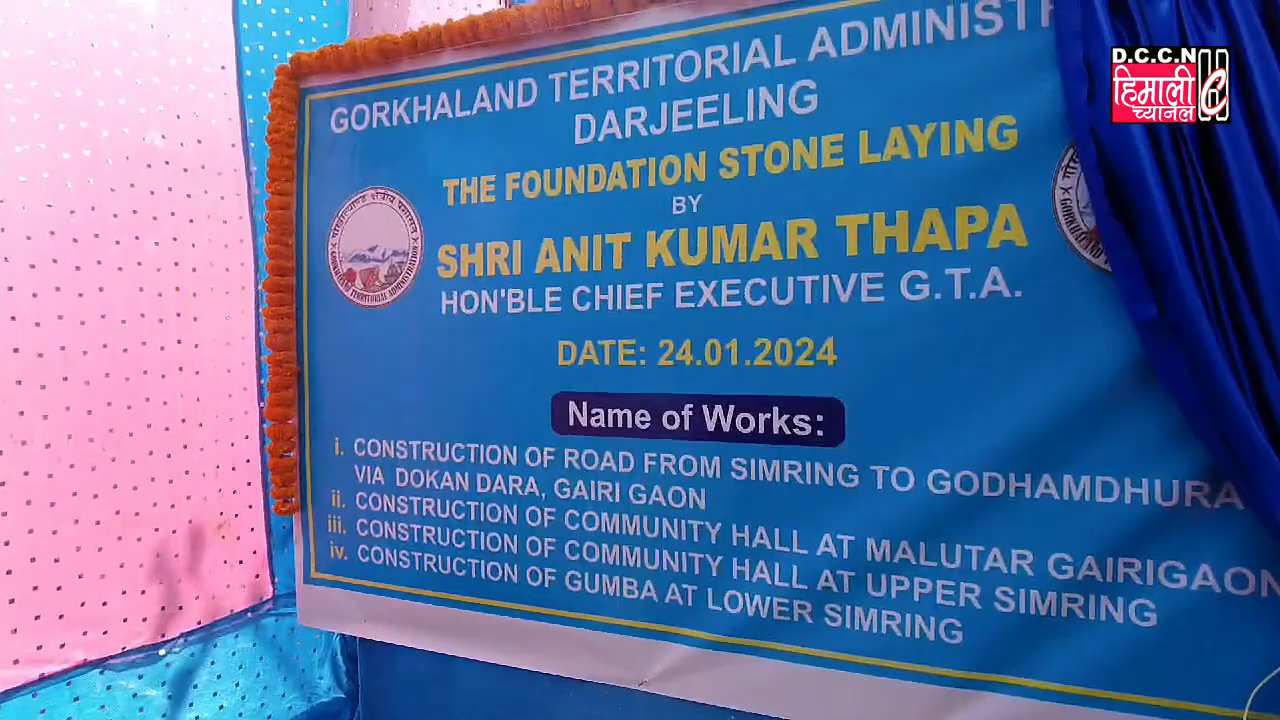 D.C.C.N
हिमाली
च्यानल
GORKHALAND TERRITORIAL ADMINIST
DARJEELING
THE FOUNDATION STONE LAYING
BY
SHRI ANIT KUMAR THAPA
HON'BLE CHIEF EXECUTIVE G.T.A.
DATE: 24.01.2024
Name of Works:
i. CONSTRUCTION OF ROAD FROM SIMRING TO GODHAMDHURA
VIA DOKAN DARA, GAIRI GAON
ii. CONSTRUCTION OF COMMUNITY HALL AT MALUTAR GAIRIGAON
iii. CONSTRUCTION OF COMMUNITY HALL AT UPPER SIMRING
iv. CONSTRUCTION OF GUMBA AT LOWER SIMRING